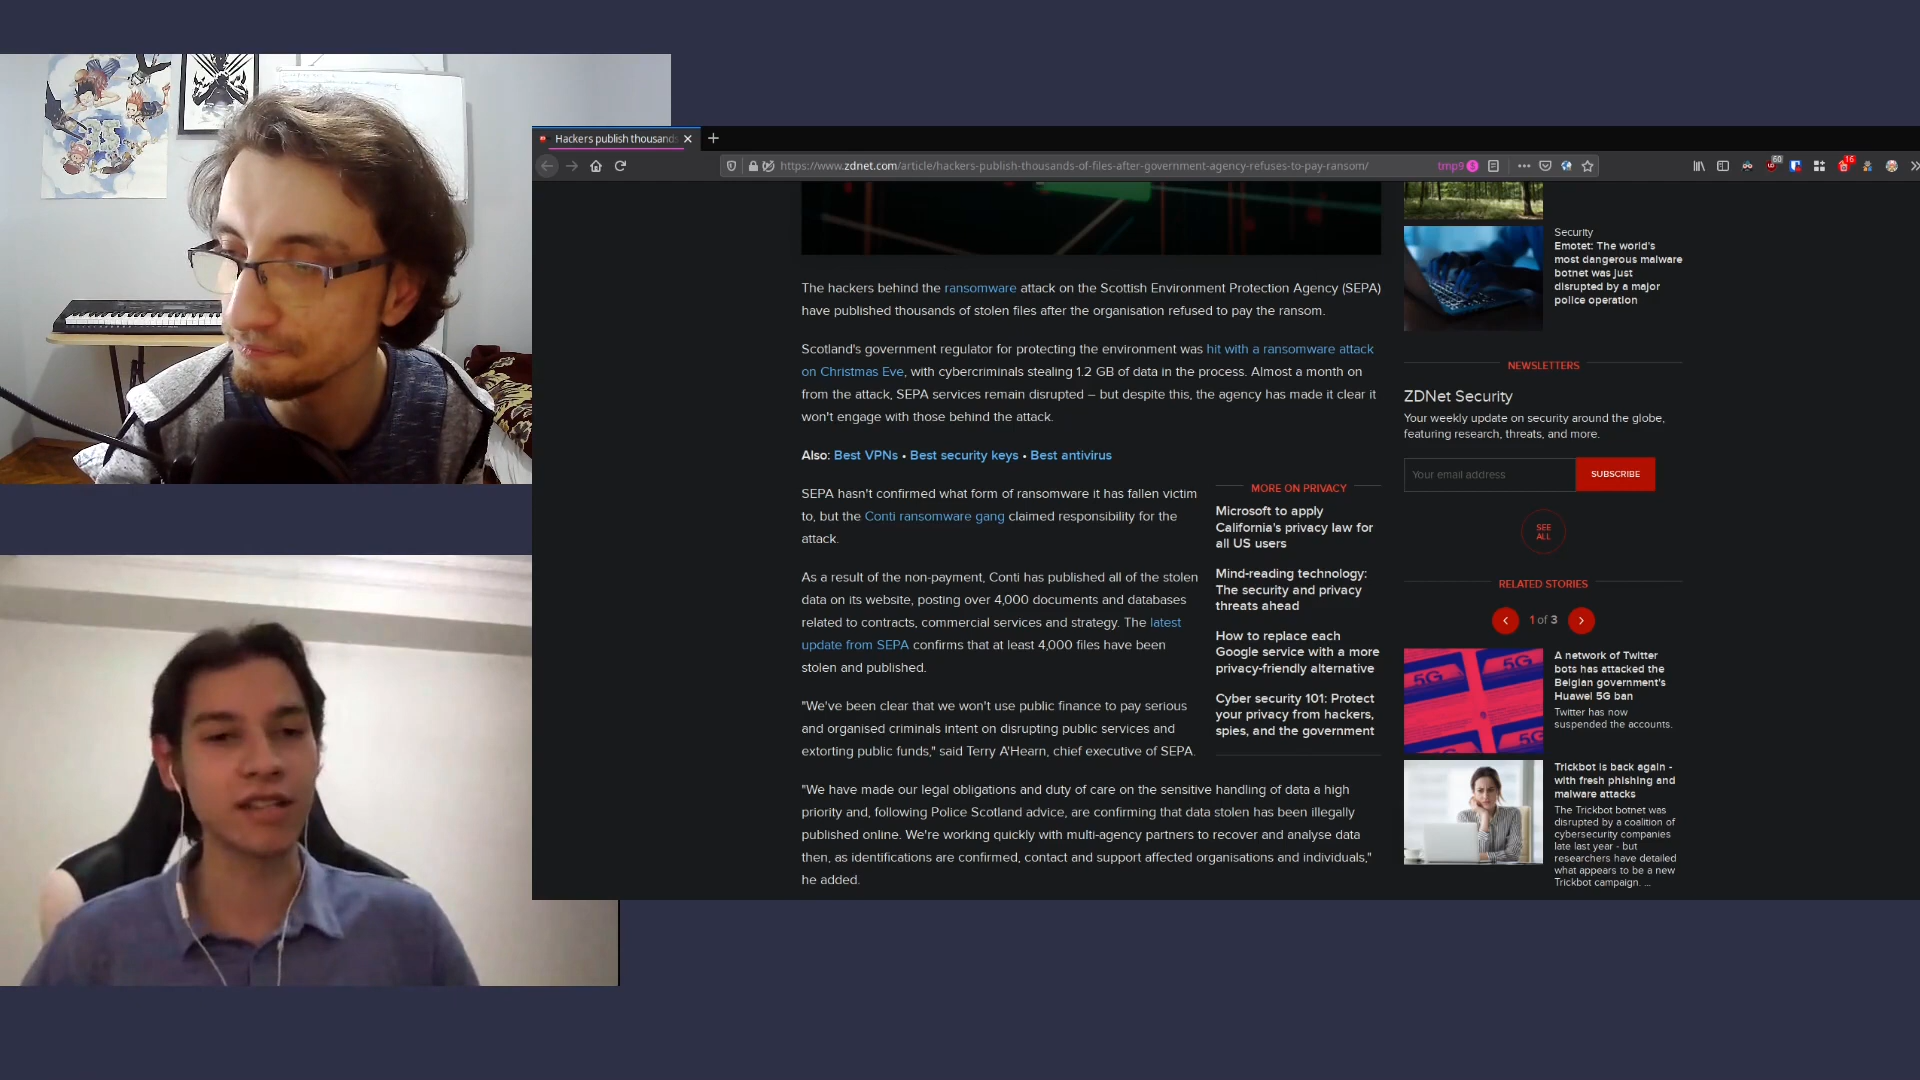 Hackers publish thousand
https://www.zdnet.com/article/hackers-publish-thousands-of-files-after-government-agency-refuses-to-pay-ransom/
tmp9
60
16
The hackers behind the ransomware attack on the Scottish Environment Protection Agency (SEPA)
have published thousands of stolen files after the organisation refused to pay the ransom.
Scotland's government regulator for protecting the environment was hit with a ransomware attack
on Christmas Eve, with cybercriminals stealing 1.2 GB of data in the process. Almost a month on
from the attack, SEPA services remain disrupted – but despite this, the agency has made it clear it
won't engage with those behind the attack.
Also: Best VPNs • Best security keys • Best antivirus
SEPA hasn't confirmed what form of ransomware it has fallen victim
to, but the Conti ransomware gang claimed responsibility for the
attack.
As a result of the non-payment, Conti has published all of the stolen
data on its website, posting over 4,000 documents and databases
related to contracts, commercial services and strategy. The latest
update from SEPA confirms that at least 4,000 files have been
stolen and published.
"We've been clear that we won't use public finance to pay serious
and organised criminals intent on disrupting public services and
extorting public funds," said Terry A'Hearn, chief executive of SEPA.
"We have made our legal obligations and duty of care on the sensitive handling of data a high
priority and, following Police Scotland advice, are confirming that data stolen has been illegally
published online. We're working quickly with multi-agency partners to recover and analyse data
then, as identifications are confirmed, contact and support affected organisations and individuals,"
he added.
MORE ON PRIVACY
Microsoft to apply
California's privacy law for
all US users
Mind-reading technology:
The security and privacy
threats ahead
How to replace each
Google service with a more
privacy-friendly alternative
Cyber security 101: Protect
your privacy from hackers,
spies, and the government
Security
Emotet: The world's
most dangerous malware
botnet was just
disrupted by a major
police operation
NEWSLETTERS
ZDNet Security
Your weekly update on security around the globe,
featuring research, threats, and more.
Your email address
SUBSCRIBE
SEE
ALL
RELATED STORIES
1 of 3
5G
5G
5G
A network of Twitter
bots has attacked the
Belgian government's
Huawei 5G ban
Twitter has now
suspended the accounts.
Trickbot is back again -
with fresh phishing and
malware attacks
The Trickbot botnet was
disrupted by a coalition of
cybersecurity companies
late last year - but
researchers have detailed
what appears to be a new
Trickbot campaign. ...